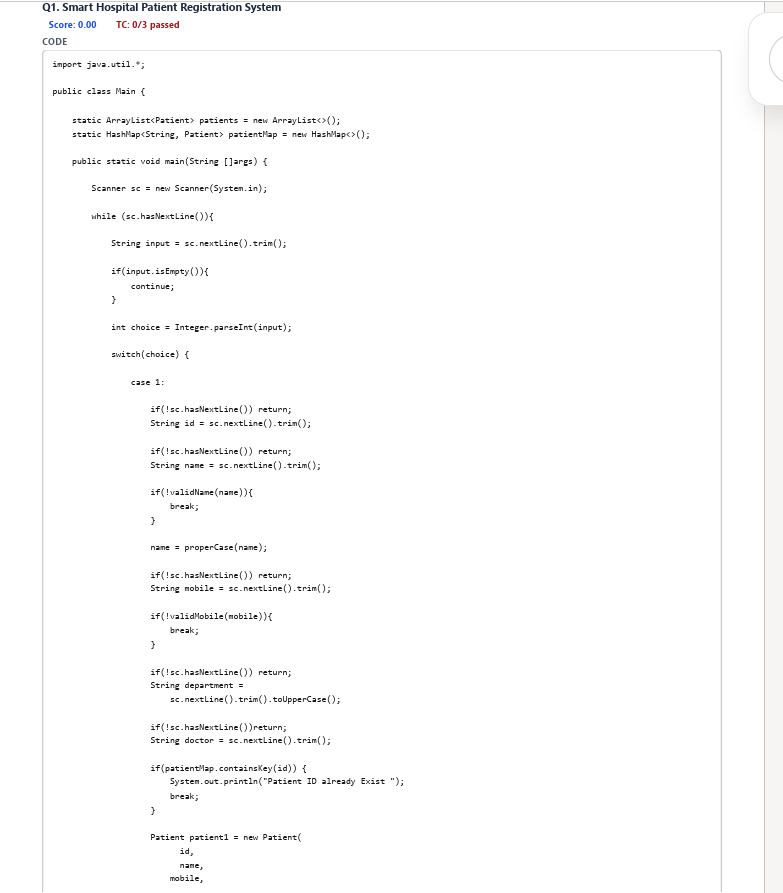 Q1. Smart Hospital Patient Registration System
Score: 0.00 TC: 0/3 passed
CODE
import java.util.*;
public class Main {
static ArrayList<Patient> patients = new ArrayList<>();
static HashMap<String, Patient> patientMap = new HashMap<>();
public static void main(String []args) {
Scanner sc = new Scanner(System.in);
while (sc.hasNextLine()){
String input = sc.nextLine().trim();
if(input.isEmpty()){
continue;
}
int choice = Integer.parseInt(input);
switch(choice) {
case 1:
if(!sc.hasNextLine()) return;
String id = sc.nextLine().trim();
if(!sc.hasNextLine()) return;
String name = sc.nextLine().trim();
if(!validName(name)){
break;
}
name = properCase(name);
if(!sc.hasNextLine()) return;
String mobile = sc.nextLine().trim();
if(!validMobile(mobile)){
break;
}
if(!sc.hasNextLine()) return;
String department =
sc.nextLine().trim().toUpperCase();
if(!sc.hasNextLine())return;
String doctor = sc.nextLine().trim();
if(patientMap.containsKey(id)) {
System.out.println("Patient ID already Exist ");
break;
}
Patient patient1 = new Patient(
id,
name,
mobile,